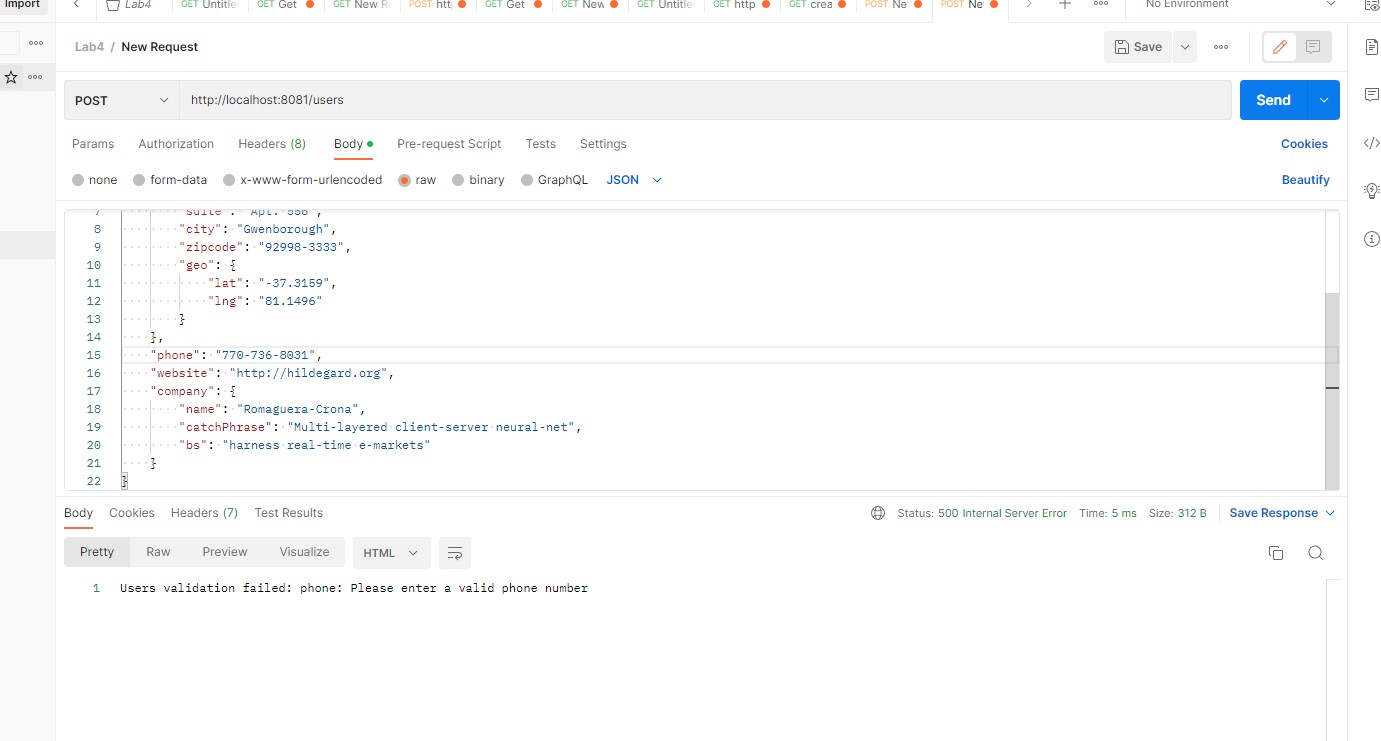 Import
Lab4 GET Untitle GET Get GET New R POST htt GET Get GET New GET Untitle GET http GET crea POST Ne POST Ne No Environment
Lab4 / New Request
Save
POST http://localhost:8081/users Send
Params Authorization Headers (8) Body Pre-request Script Tests Settings Cookies
none form-data x-www-form-urlencoded raw binary GraphQL JSON Beautify
7 "suite": "Apt. 556",
8 "city": "Gwenborough",
9 "zipcode": "92998-3333",
10 "geo": {
11 "lat": "-37.3159",
12 "lng": "81.1496"
13 }
14 },
15 "phone": "770-736-8031",
16 "website": "http://hildegard.org",
17 "company": {
18 "name": "Romaguera-Crona",
19 "catchPhrase": "Multi-layered client-server neural-net",
20 "bs": "harness real-time e-markets"
21 }
22 }
Body Cookies Headers (7) Test Results Status: 500 Internal Server Error Time: 5 ms Size: 312 B Save Response
Pretty Raw Preview Visualize HTML
1 Users validation failed: phone: Please enter a valid phone number